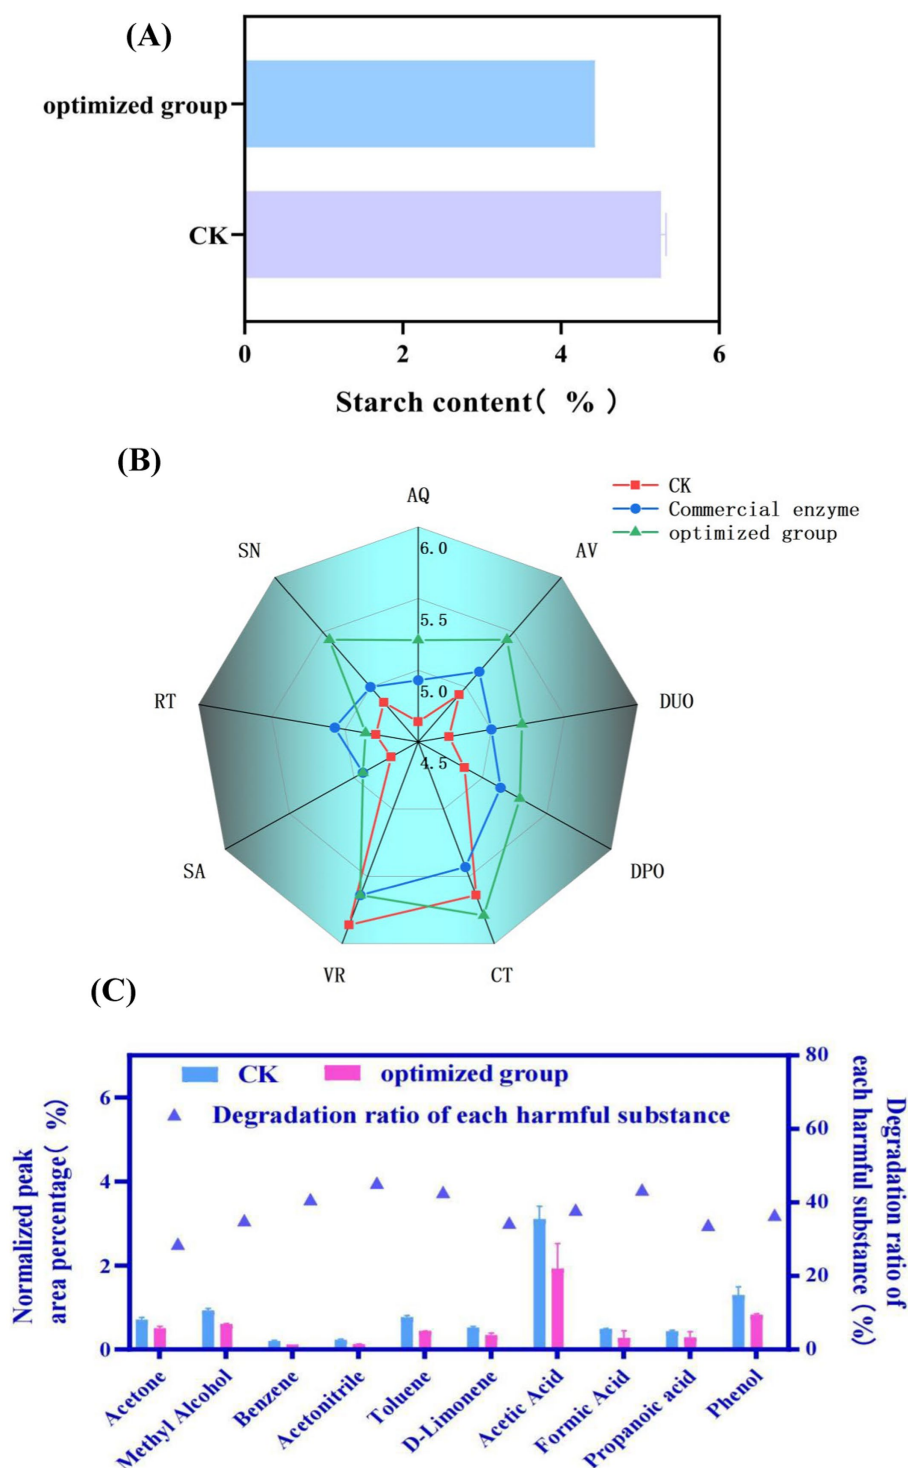 (A)
optimized group
CK
0 2 4 6
Starch content( % )
(B)
CK
Commercial enzyme
optimized group
AQ
SN
AV
6.0
5.5
RT
DUO
5.0
4.5
SA
DPO
VR
CT
(C)
CK
optimized group
Degradation ratio of each harmful substance
Normalized peak
area percentage( %)
6
4
2
0
80
60
40
20
0
Degradation ratio of
each harmful substance (%)
Acetone
Methyl Alcohol
Benzene
Acetonitrile
Toluene
D-Limonene
Acetic Acid
Formic Acid
Propanoic acid
Phenol